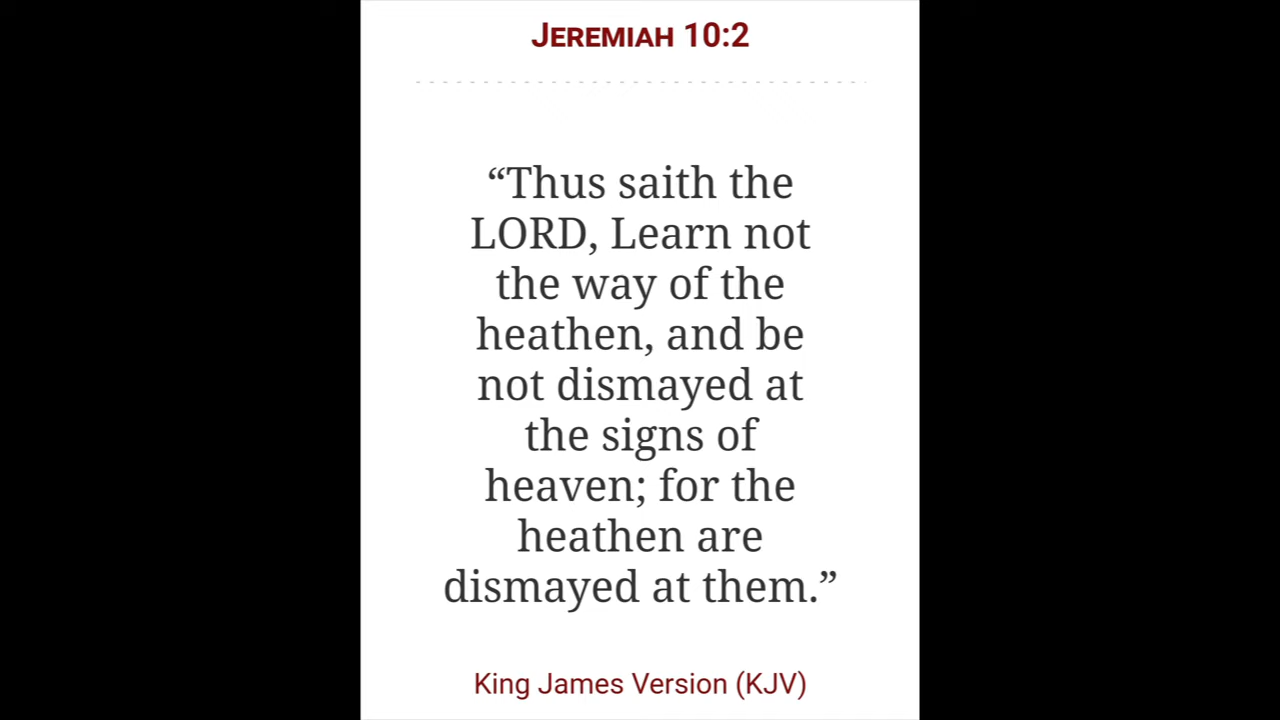 Jeremiah 10:2
“Thus saith the
LORD, Learn not
the way of the
heathen, and be
not dismayed at
the signs of
heaven; for the
heathen are
dismayed at them.”
King James Version (KJV)